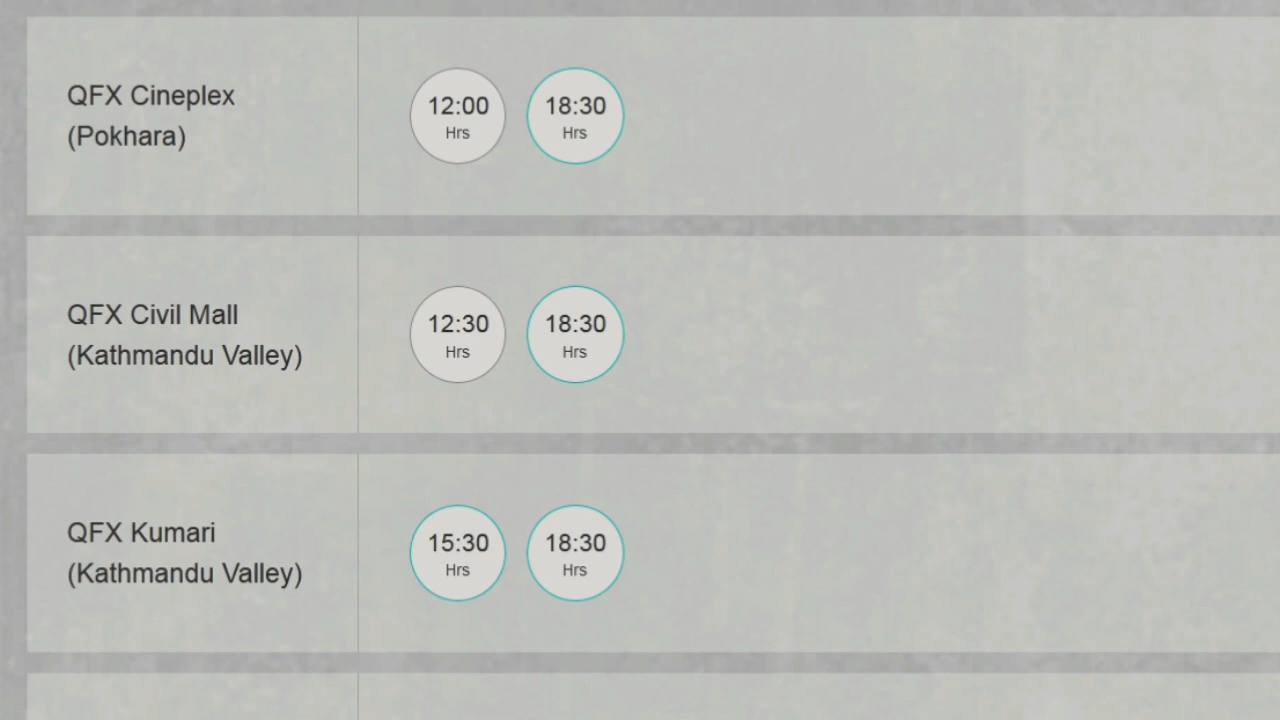 QFX Cineplex
(Pokhara)
12:00
Hrs
18:30
Hrs
QFX Civil Mall
(Kathmandu Valley)
12:30
Hrs
18:30
Hrs
QFX Kumari
(Kathmandu Valley)
15:30
Hrs
18:30
Hrs